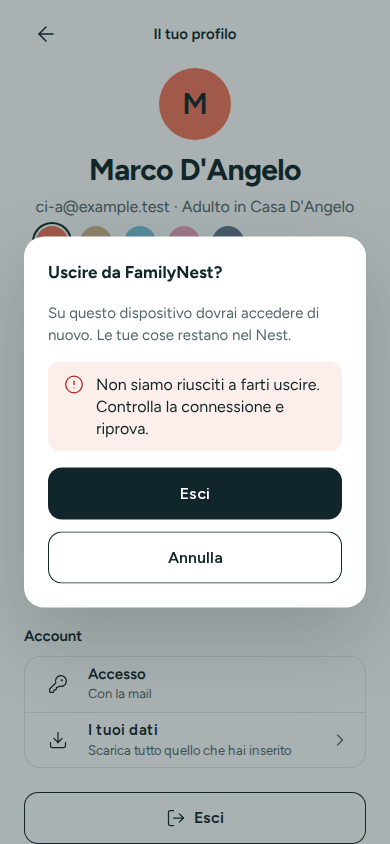 Il tuo profilo
M
Marco D'Angelo
ci-a@example.test · Adulto in Casa D'Angelo
Uscire da FamilyNest?
Su questo dispositivo dovrai accedere di
nuovo. Le tue cose restano nel Nest.
Non siamo riusciti a farti uscire.
Controlla la connessione e
riprova.
Esci
Annulla
Account
Accesso
Con la mail
I tuoi dati
Scarica tutto quello che hai inserito
Esci